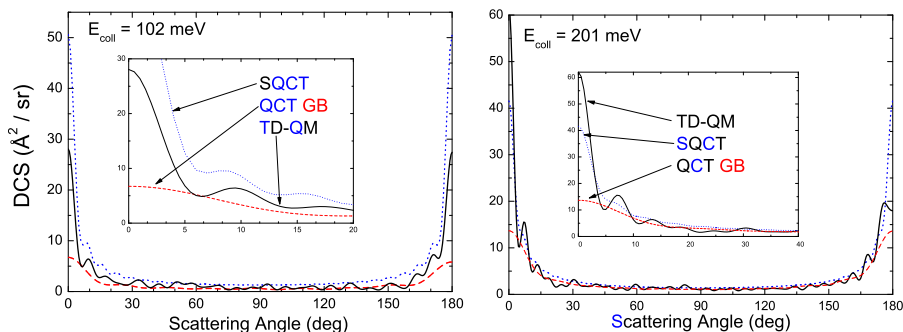 E_coll = 102 meV
DCS (Å² / sr)
50
40
30
20
10
0
0 30 60 90 120 150 180
Scattering Angle (deg)
30
25
20
15
10
5
0
0 5 10 15 20
SQCT
QCT GB
TD-QM
E_coll = 201 meV
60
50
40
30
20
10
0
0 30 60 90 120 150 180
Scattering Angle (deg)
60
50
40
30
20
10
0
0 10 20 30 40
TD-QM
SQCT
QCT GB